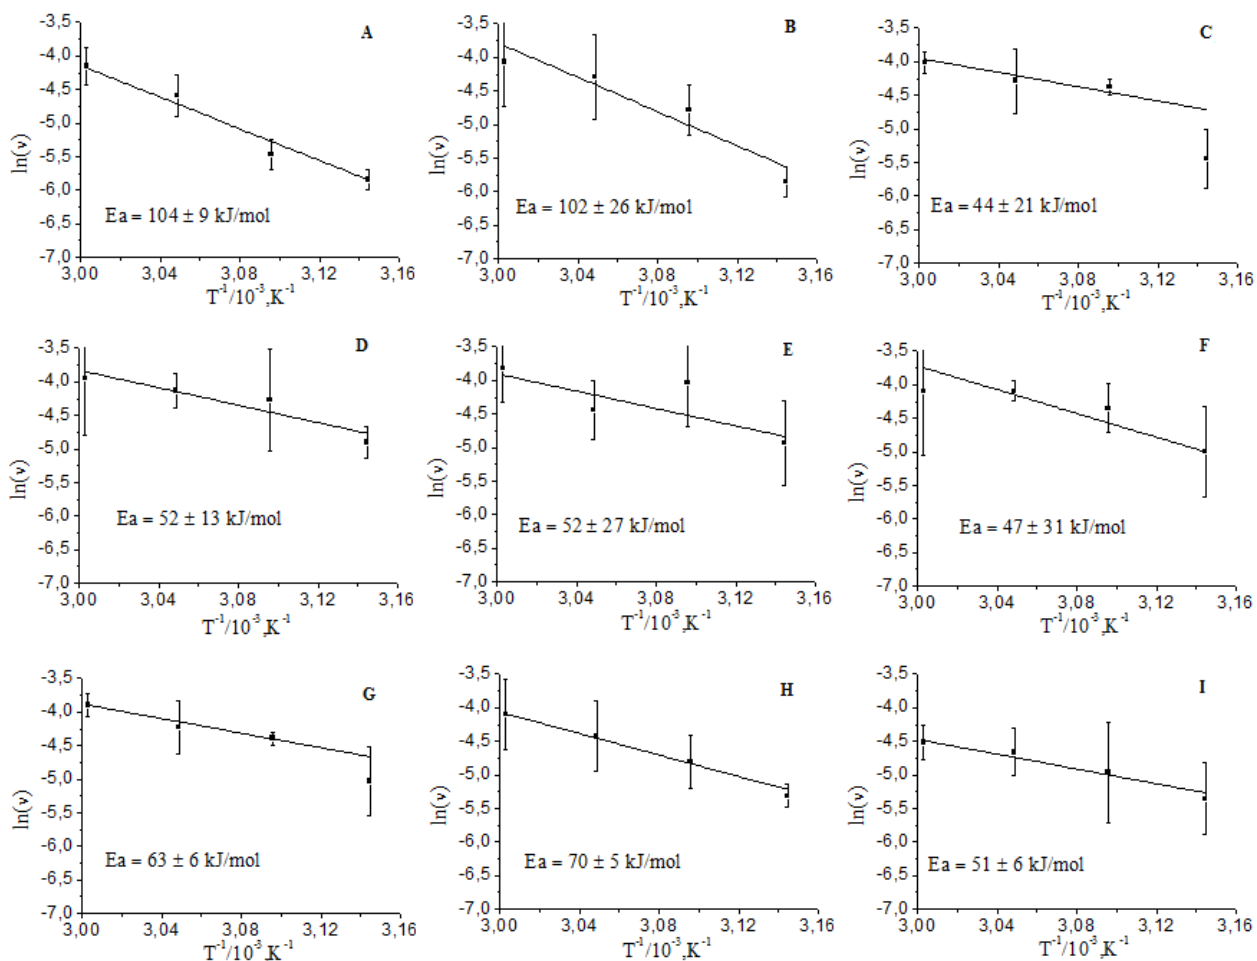 A
-3,5
-4,0
-4,5
-5,0
-5,5
-6,0
-6,5
-7,0
ln(ν)
Ea = 104 ± 9 kJ/mol
3,00 3,04 3,08 3,12 3,16
T⁻¹/10⁻³,K⁻¹
B
-3,5
-4,0
-4,5
-5,0
-5,5
-6,0
-6,5
-7,0
ln(ν)
Ea = 102 ± 26 kJ/mol
3,00 3,04 3,08 3,12 3,16
T⁻¹/10⁻³,K⁻¹
C
-3,5
-4,0
-4,5
-5,0
-5,5
-6,0
-6,5
-7,0
ln(ν)
Ea = 44 ± 21 kJ/mol
3,00 3,04 3,08 3,12 3,16
T⁻¹/10⁻³,K⁻¹
D
-3,5
-4,0
-4,5
-5,0
-5,5
-6,0
-6,5
-7,0
ln(ν)
Ea = 52 ± 13 kJ/mol
3,00 3,04 3,08 3,12 3,16
T⁻¹/10⁻³,K⁻¹
E
-3,5
-4,0
-4,5
-5,0
-5,5
-6,0
-6,5
-7,0
ln(ν)
Ea = 52 ± 27 kJ/mol
3,00 3,04 3,08 3,12 3,16
T⁻¹/10⁻³,K⁻¹
F
-3,5
-4,0
-4,5
-5,0
-5,5
-6,0
-6,5
-7,0
ln(ν)
Ea = 47 ± 31 kJ/mol
3,00 3,04 3,08 3,12 3,16
T⁻¹/10⁻³,K⁻¹
G
-3,5
-4,0
-4,5
-5,0
-5,5
-6,0
-6,5
-7,0
ln(ν)
Ea = 63 ± 6 kJ/mol
3,00 3,04 3,08 3,12 3,16
T⁻¹/10⁻³,K⁻¹
H
-3,5
-4,0
-4,5
-5,0
-5,5
-6,0
-6,5
-7,0
ln(ν)
Ea = 70 ± 5 kJ/mol
3,00 3,04 3,08 3,12 3,16
T⁻¹/10⁻³,K⁻¹
I
-3,5
-4,0
-4,5
-5,0
-5,5
-6,0
-6,5
-7,0
ln(ν)
Ea = 51 ± 6 kJ/mol
3,00 3,04 3,08 3,12 3,16
T⁻¹/10⁻³,K⁻¹